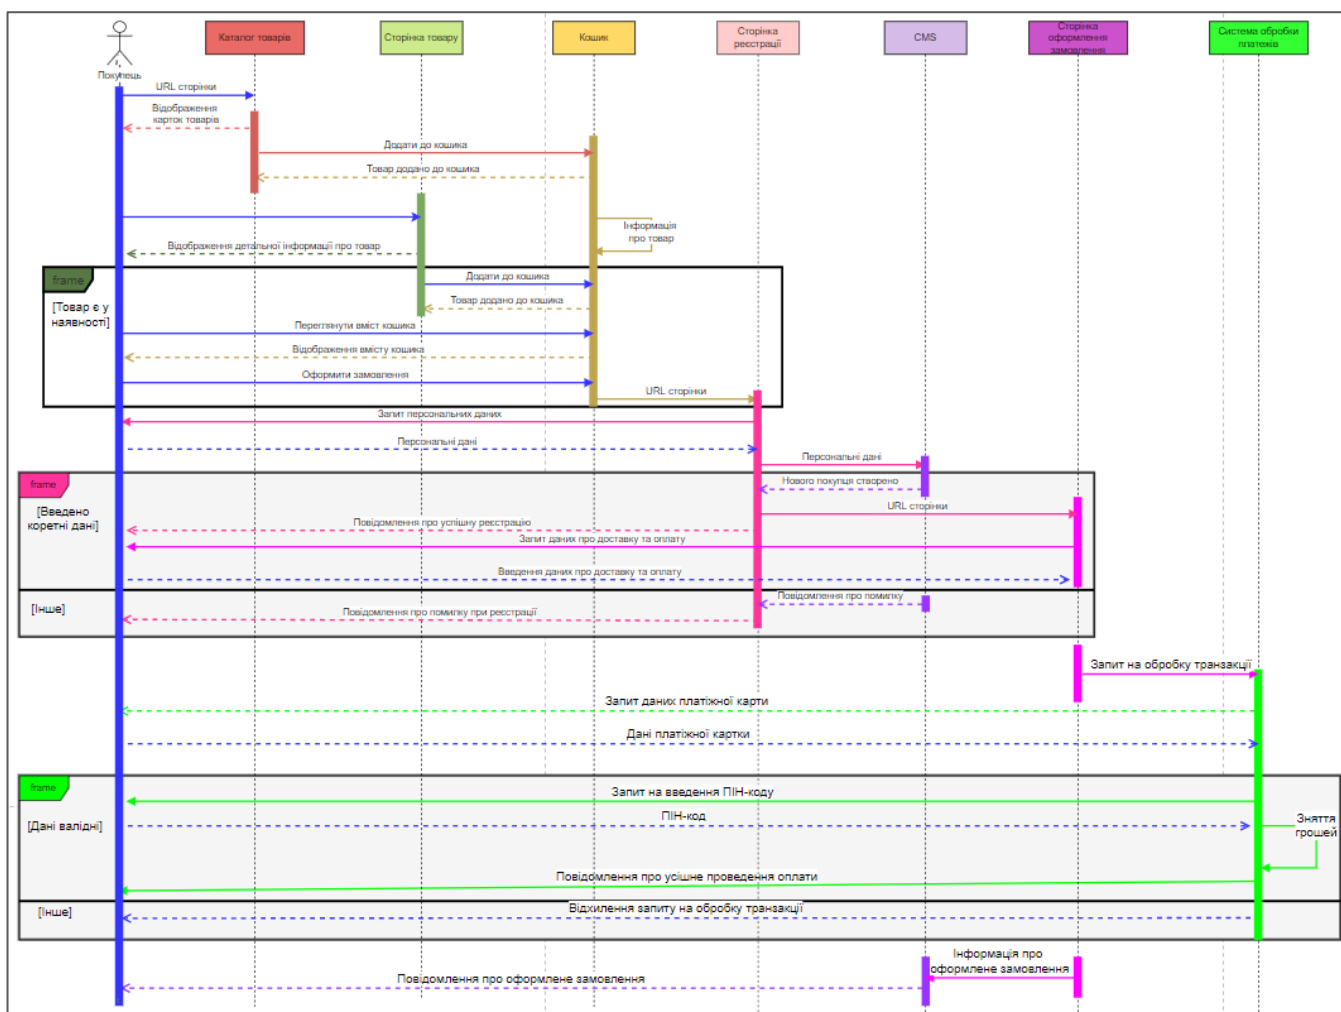 Покупець
Каталог товарів
Сторінка товару
Кошик
Сторінка
реєстрації
CMS
Сторінка
оформлення
замовлення
Система обробки
платежів
URL сторінки
Відображення
карток товарів
Додати до кошика
Товар додано до кошика
Інформація
про товар
Відображення детальної інформації про товар
frame
[Товар є у
наявності]
Додати до кошика
Товар додано до кошика
Переглянути вміст кошика
Відображення вмісту кошика
Оформити замовлення
URL сторінки
Запит персональних даних
Персональні дані
Персональні дані
frame
[Введено
коретні дані]
Нового покупця створено
URL сторінки
Повідомлення про успішну реєстрацію
Запит даних про доставку та оплату
Введення даних про доставку та оплату
[Інше]
Повідомлення про помилку
Повідомлення про помилку при реєстрації
Запит на обробку транзакції
Запит даних платіжної карти
Дані платіжної картки
frame
[Дані валідні]
Запит на введення ПІН-коду
ПІН-код
Зняття
грошей
Повідомлення про усішне проведення оплати
[Інше]
Відхилення запиту на обробку транзакції
Інформація про
оформлене замовлення
Повідомлення про оформлене замовлення